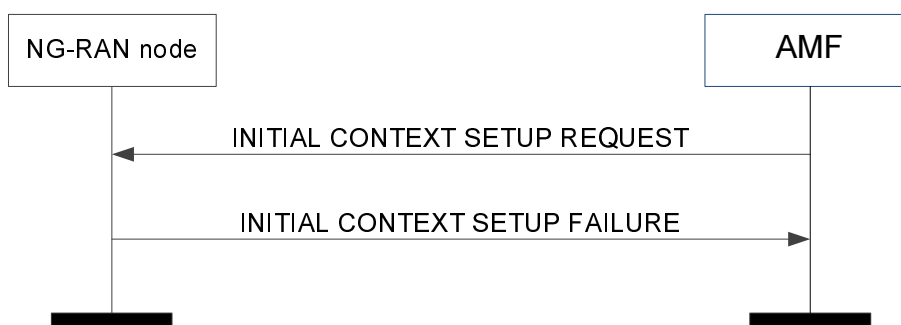 NG-RAN node
AMF
INITIAL CONTEXT SETUP REQUEST
INITIAL CONTEXT SETUP FAILURE